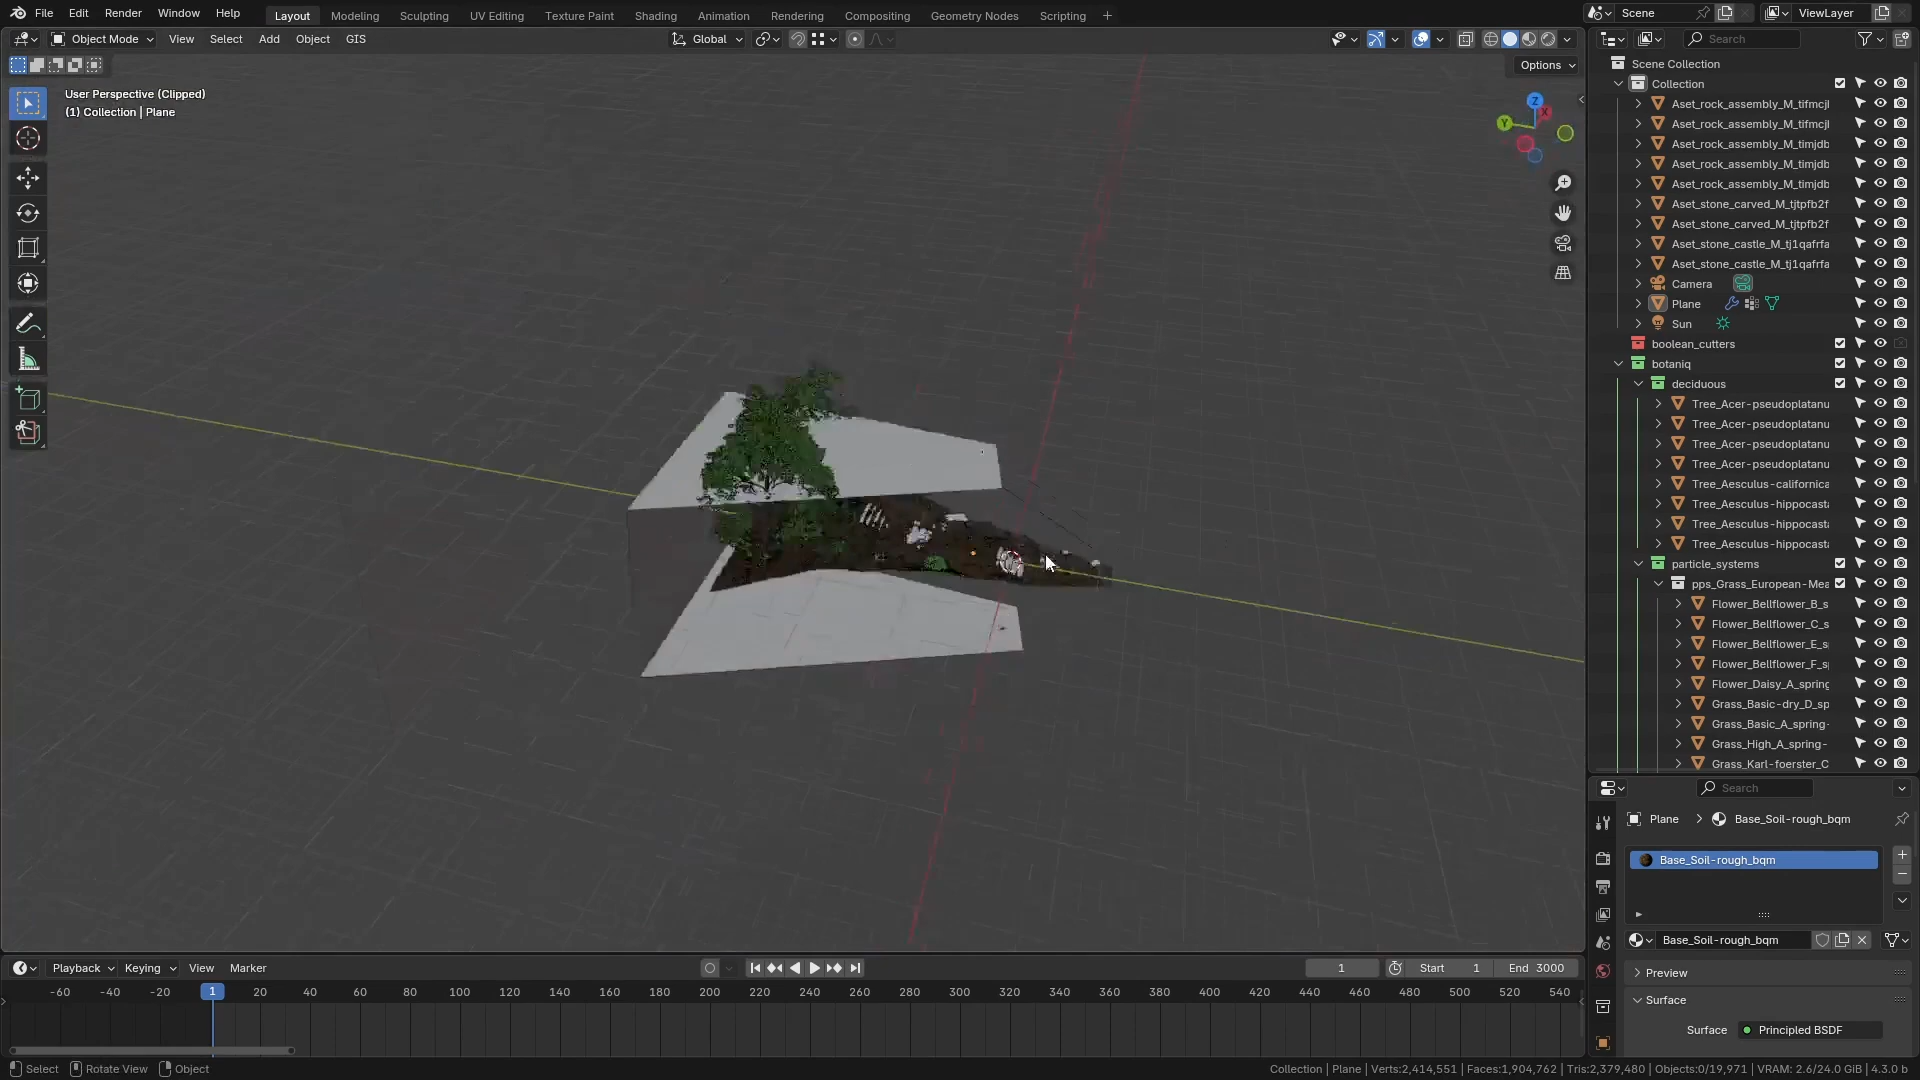 File Edit Render Window Help Layout Modeling Sculpting UV Editing Texture Paint Shading Animation Rendering Compositing Geometry Nodes Scripting + Scene ViewLayer
Object Mode View Select Add Object GIS Global Search
Options
User Perspective (Clipped)
(1) Collection | Plane
Z
X
Y
Scene Collection
Collection
Aset_rock_assembly_M_tifmcjl
Aset_rock_assembly_M_tifmcjl
Aset_rock_assembly_M_timjdb
Aset_rock_assembly_M_timjdb
Aset_rock_assembly_M_timjdb
Aset_stone_carved_M_tjtpfb2f
Aset_stone_carved_M_tjtpfb2f
Aset_stone_castle_M_tj1qafrfa
Aset_stone_castle_M_tj1qafrfa
Camera
Plane
Sun
boolean_cutters
botaniq
deciduous
Tree_Acer-pseudoplatanu
Tree_Acer-pseudoplatanu
Tree_Acer-pseudoplatanu
Tree_Acer-pseudoplatanu
Tree_Aesculus-californica
Tree_Aesculus-hippocasta
Tree_Aesculus-hippocasta
Tree_Aesculus-hippocasta
particle_systems
pps_Grass_European-Mea
Flower_Bellflower_B_s
Flower_Bellflower_C_s
Flower_Bellflower_E_s
Flower_Bellflower_F_s
Flower_Daisy_A_spring
Grass_Basic-dry_D_sp
Grass_Basic_A_spring-
Grass_High_A_spring-
Grass_Karl-foerster_C
Search
Plane > Base_Soil-rough_bqm
Base_Soil-rough_bqm
Base_Soil-rough_bqm
Preview
Surface
Surface Principled BSDF
Playback Keying View Marker 1 Start 1 End 3000
-60 -40 -20 1 20 40 60 80 100 120 140 160 180 200 220 240 260 280 300 320 340 360 380 400 420 440 460 480 500 520 540
Select Rotate View Object Collection | Plane | Verts:2,414,551 | Faces:1,904,762 | Tris:2,379,480 | Objects:0/19,971 | VRAM: 2.6/24.0 GiB | 4.3.0 b